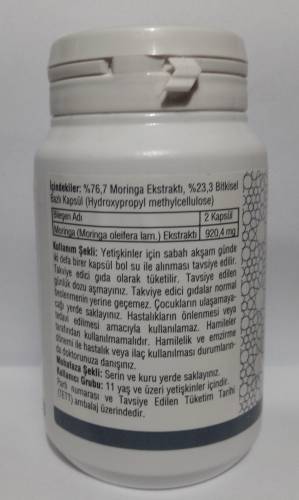 İçindekiler: %76,7 Moringa Ekstraktı, %23,3 Bitkisel
Bazlı Kapsül (Hydroxypropyl methylcellulose)
Bileşen Adı 2 Kapsül
Moringa (Moringa oleifera lam.) Ekstraktı 920,4 mg
Kullanım Şekli: Yetişkinler için sabah akşam günde
iki defa birer kapsül bol su ile alınması tavsiye edilir.
Takviye edici gıda olarak tüketilir. Tavsiye edilen
günlük dozu aşmayınız. Takviye edici gıdalar normal
beslenmenin yerine geçemez. Çocukların ulaşamaya-
cağı yerde saklayınız. Hastalıkların önlenmesi veya
tedavi edilmesi amacıyla kullanılamaz. Hamileler
tarafından kullanılmamalıdır. Hamilelik ve emzirme
dönemi ile hastalık veya ilaç kullanılması durumların-
da doktorunuza danışınız.
Muhafaza Şekli: Serin ve kuru yerde saklayınız.
Kullanıcı Grubu: 11 yaş ve üzeri yetişkinler içindir.
Parti numarası ve Tavsiye Edilen Tüketim Tarihi
(TETT) ambalaj üzerindedir.